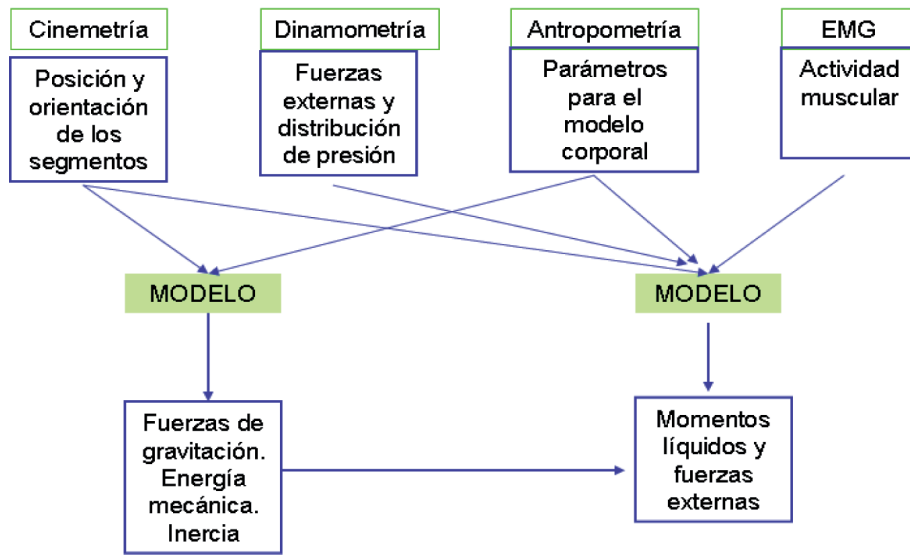 Cinemetría
Dinamometría
Antropometría
EMG
Posición y
orientación
de los
segmentos
Fuerzas
externas y
distribución
de presión
Parámetros
para el
modelo
corporal
Actividad
muscular
MODELO
MODELO
Fuerzas de
gravitación.
Energía
mecánica.
Inercia
Momentos
líquidos y
fuerzas
externas